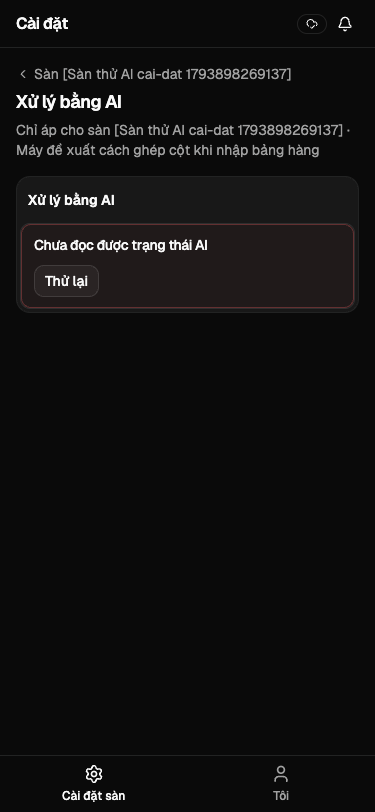 Cài đặt
Sàn [Sàn thử AI cai-dat 1793898269137]
Xử lý bằng AI
Chỉ áp cho sàn [Sàn thử AI cai-dat 1793898269137] ·
Máy đề xuất cách ghép cột khi nhập bảng hàng
Xử lý bằng AI
Chưa đọc được trạng thái AI
Thử lại
Cài đặt sàn
Tôi